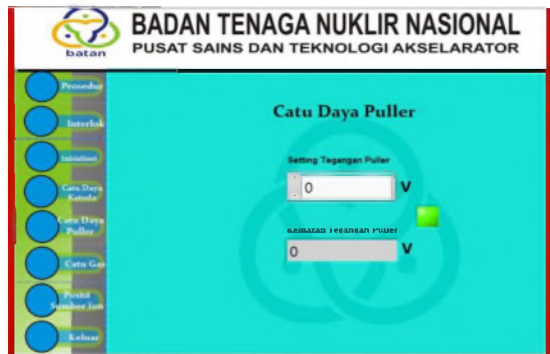 BADAN TENAGA NUKLIR NASIONAL
PUSAT SAINS DAN TEKNOLOGI AKSELARATOR
batan
Prosedur
Interlok
Inisialisasi
Catu Daya
Katoda
Catu Daya
Puller
Catu Gas
Posisi
Sumber Ion
Keluar
Catu Daya Puller
Setting Tegangan Puller
0 V
Tegangan Puller
0 V